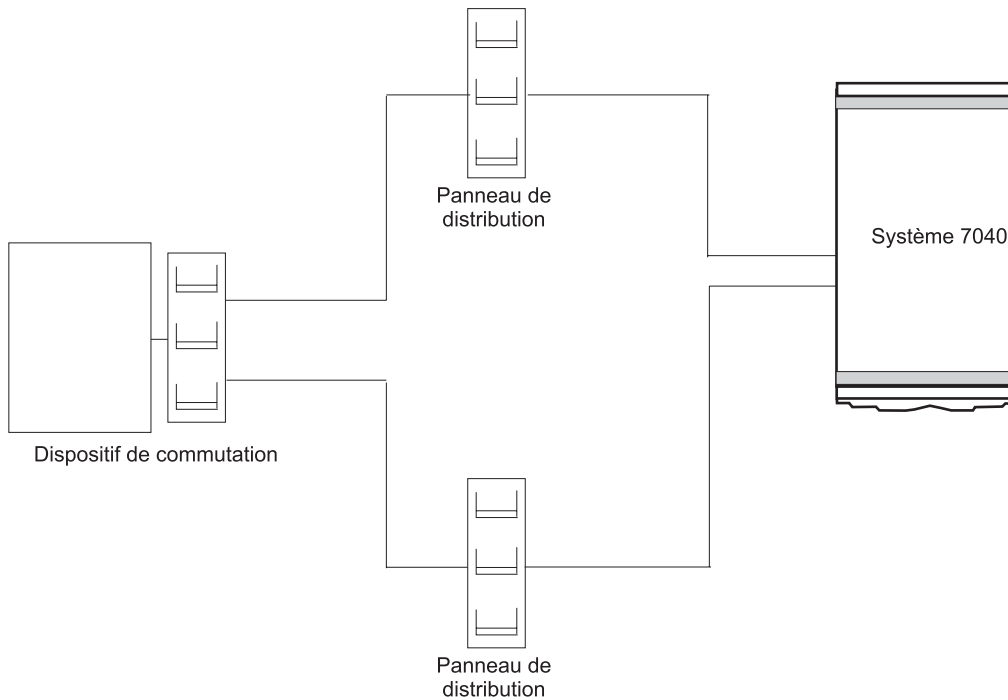 Panneau de
distribution
Système 7040
Dispositif de commutation
Panneau de
distribution